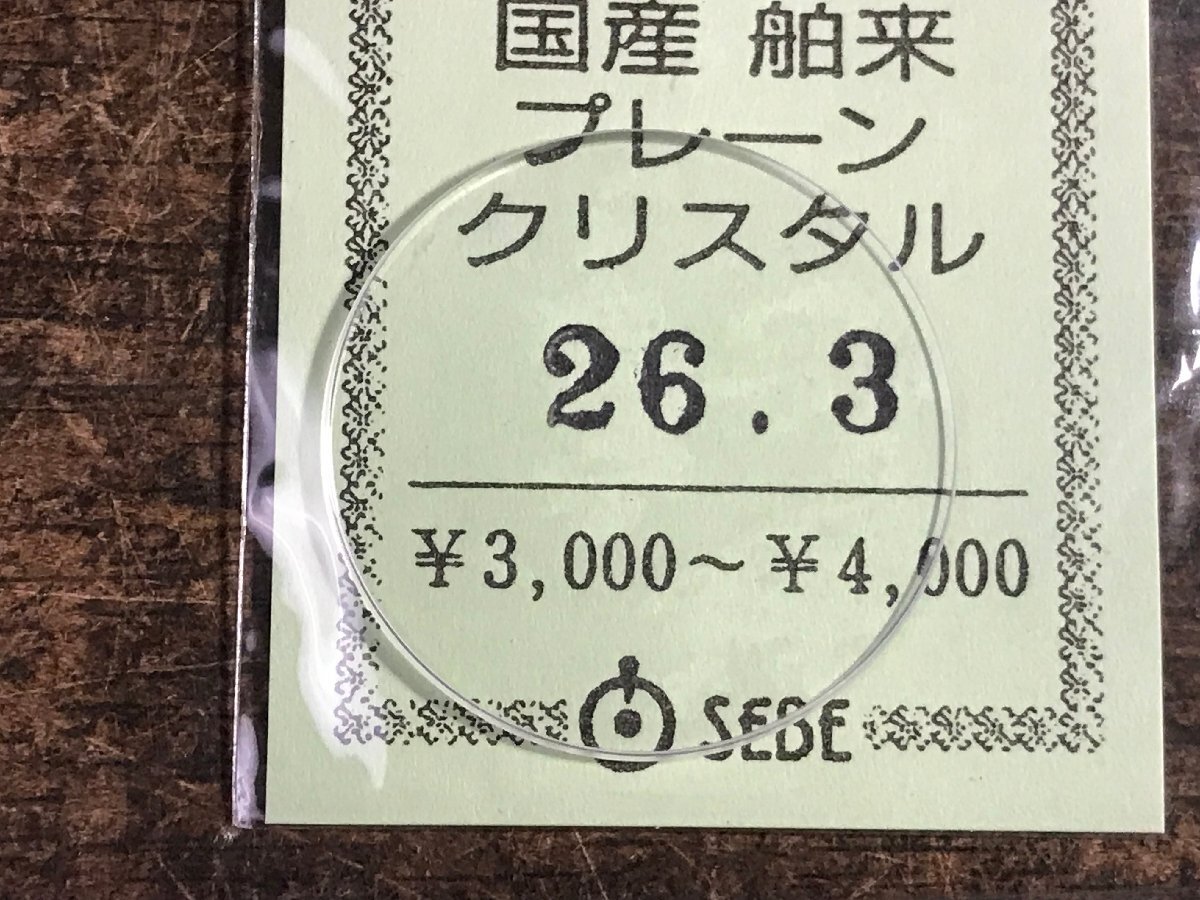 国産 舶来
プレーン
クリスタル
26.3
¥3,000～¥4,000
SEBE